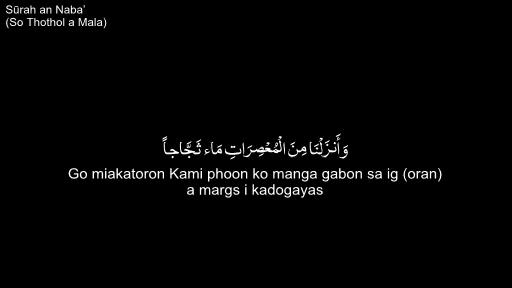 Sūrah an Naba’
(So Thothol a Mala)
وَأَنزَلْنَا مِنَ الْمُعْصِرَاتِ مَاء ثَجَّاجاً
Go miakatoron Kami phoon ko manga gabon sa ig (oran)
a margs i kadogayas